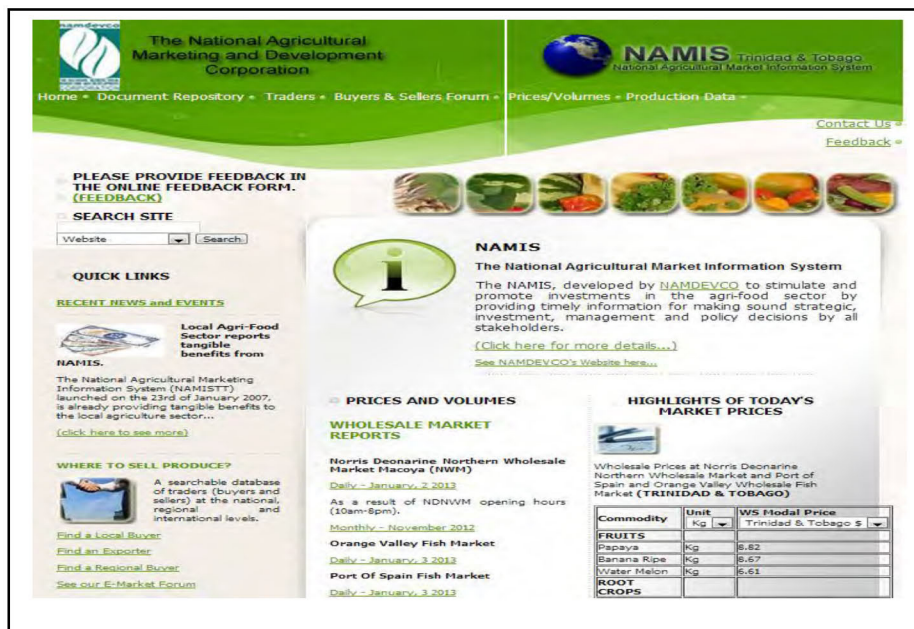 namdevco
THE NATIONAL AGRICULTURAL
MARKETING AND DEVELOPMENT
CORPORATION
The National Agricultural
Marketing and Development
Corporation
NAMIS Trinidad & Tobago
National Agricultural Market Information System
Home Document Repository Traders Buyers & Sellers Forum Prices/Volumes Production Data
Contact Us
Feedback
PLEASE PROVIDE FEEDBACK IN
THE ONLINE FEEDBACK FORM.
(FEEDBACK)
SEARCH SITE
Website Search
QUICK LINKS
RECENT NEWS and EVENTS
Local Agri-Food
Sector reports
tangible
benefits from
NAMIS.
The National Agricultural Marketing
Information System (NAMISTT)
launched on the 23rd of January 2007,
is already providing tangible benefits to
the local agriculture sector...
(click here to see more)
WHERE TO SELL PRODUCE?
A searchable database
of traders (buyers and
sellers) at the national,
regional and
international levels.
Find a Local Buyer
Find an Exporter
Find a Regional Buyer
See our E-Market Forum
i
NAMIS
The National Agricultural Market Information System
The NAMIS, developed by NAMDEVCO to stimulate and
promote investments in the agri-food sector by
providing timely information for making sound strategic,
investment, management and policy decisions by all
stakeholders.
(Click here for more details...)
See NAMDEVCO's Website here...
PRICES AND VOLUMES
WHOLESALE MARKET
REPORTS
Norris Deonarine Northern Wholesale
Market Macoya (NWM)
Daily - January, 2 2013
As a result of NDNWM opening hours
(10am-8pm).
Monthly - November 2012
Orange Valley Fish Market
Daily - January, 3 2013
Port Of Spain Fish Market
Daily - January, 3 2013
HIGHLIGHTS OF TODAY'S
MARKET PRICES
Wholesale Prices at Norris Deonarine
Northern Wholesale Market and Port of
Spain and Orange Valley Wholesale Fish
Market (TRINIDAD & TOBAGO)
Commodity Unit WS Modal Price
Kg Trinidad & Tobago $
FRUITS
Papaya Kg 8.82
Banana Ripe Kg 6.67
Water Melon Kg 6.61
ROOT
CROPS